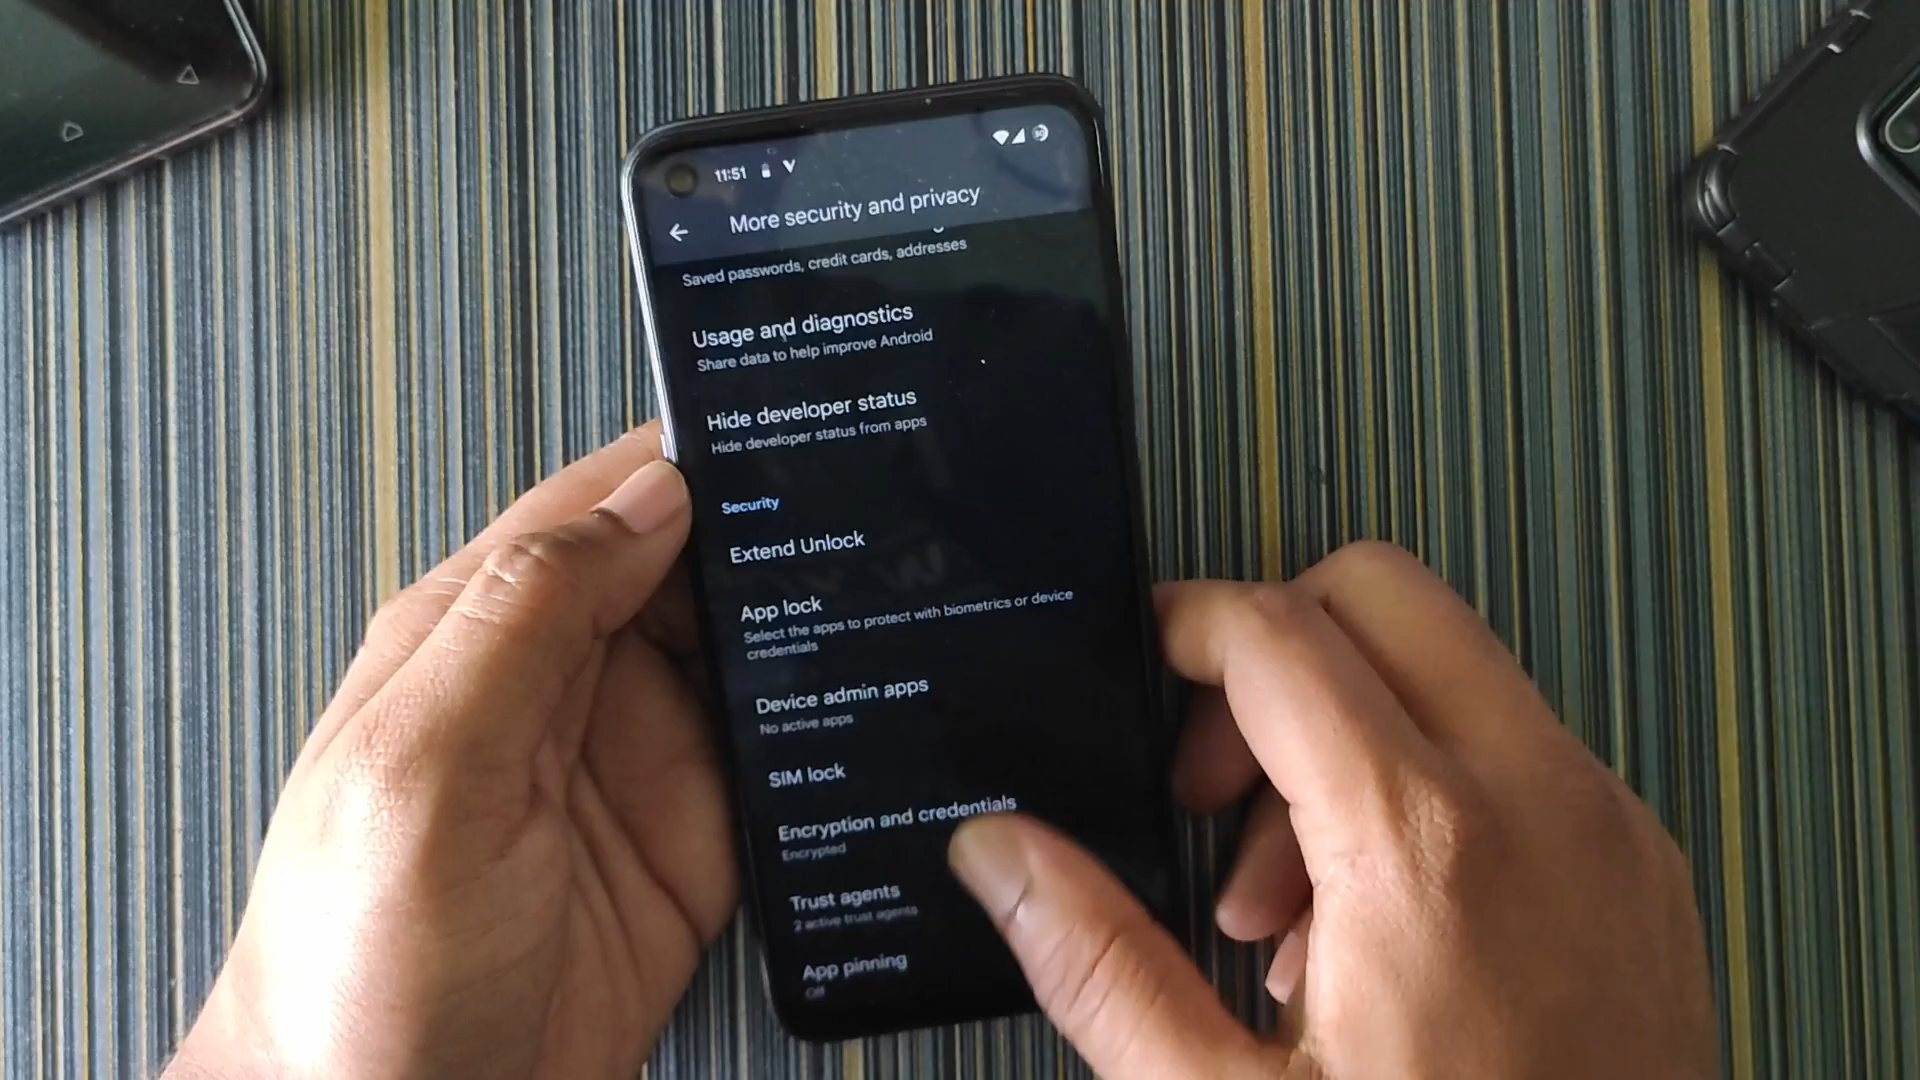 11:51
More security and privacy
Saved passwords, credit cards, addresses
Usage and diagnostics
Share data to help improve Android
Hide developer status
Hide developer status from apps
Security
Extend Unlock
App lock
Select the apps to protect with biometrics or device
credentials
Device admin apps
No active apps
SIM lock
Encryption and credentials
Encrypted
Trust agents
2 active trust agents
App pinning
Off